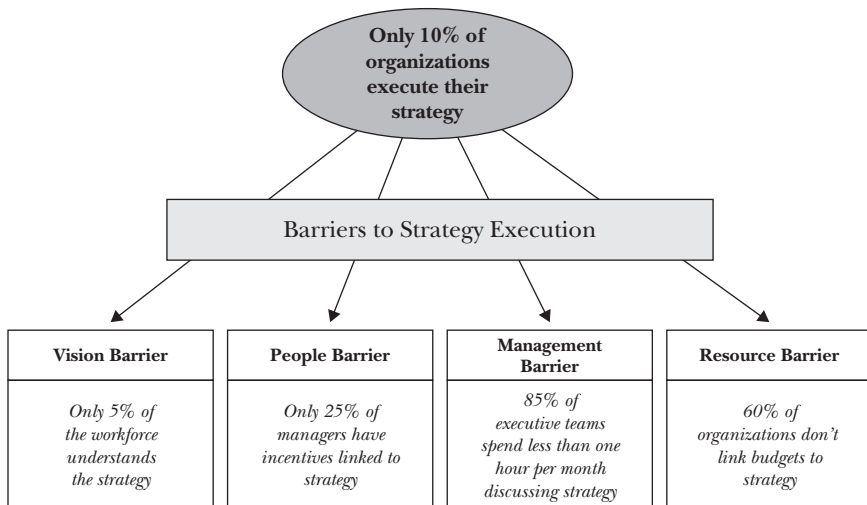 Only 10% of
organizations
execute their
strategy
Barriers to Strategy Execution
Vision Barrier
Only 5% of
the workforce
understands
the strategy
People Barrier
Only 25% of
managers have
incentives linked to
strategy
Management
Barrier
85% of
executive teams
spend less than one
hour per month
discussing strategy
Resource Barrier
60% of
organizations don’t
link budgets to
strategy